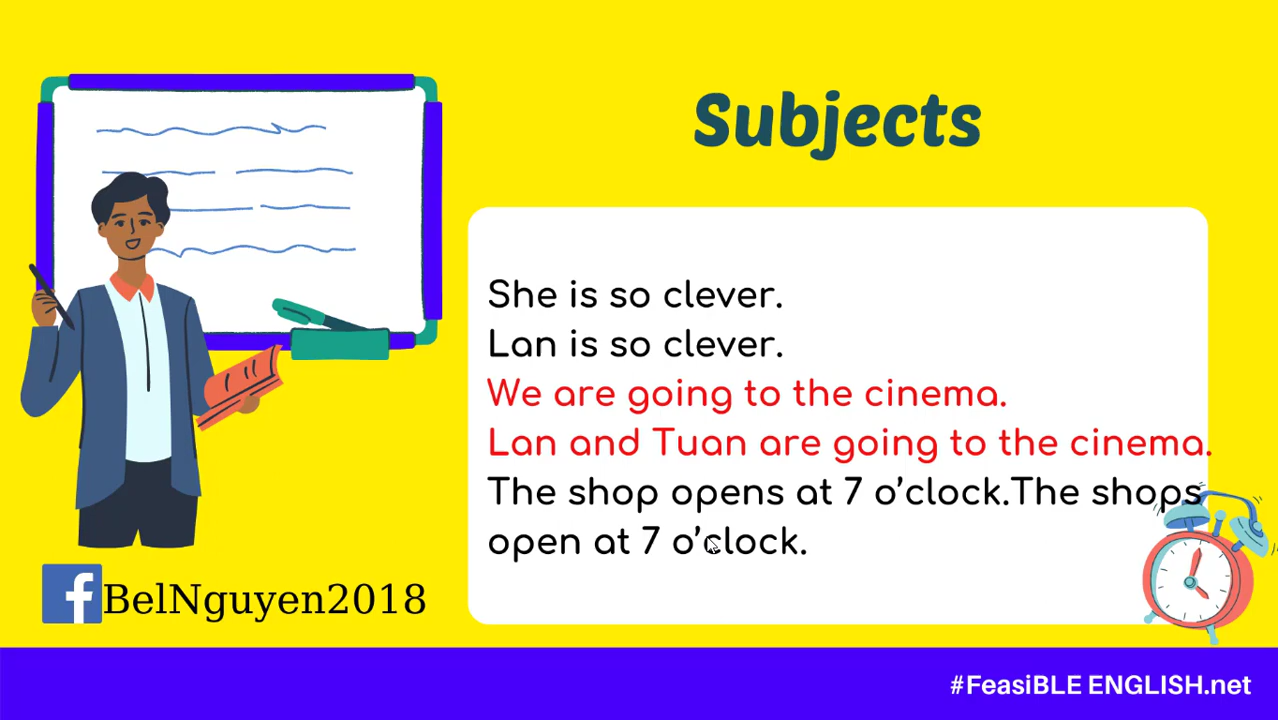 Subjects
She is so clever.
Lan is so clever.
We are going to the cinema.
Lan and Tuan are going to the cinema.
The shop opens at 7 o’clock.The shops
open at 7 o’clock.
f BelNguyen2018
#FeasiBLE ENGLISH.net